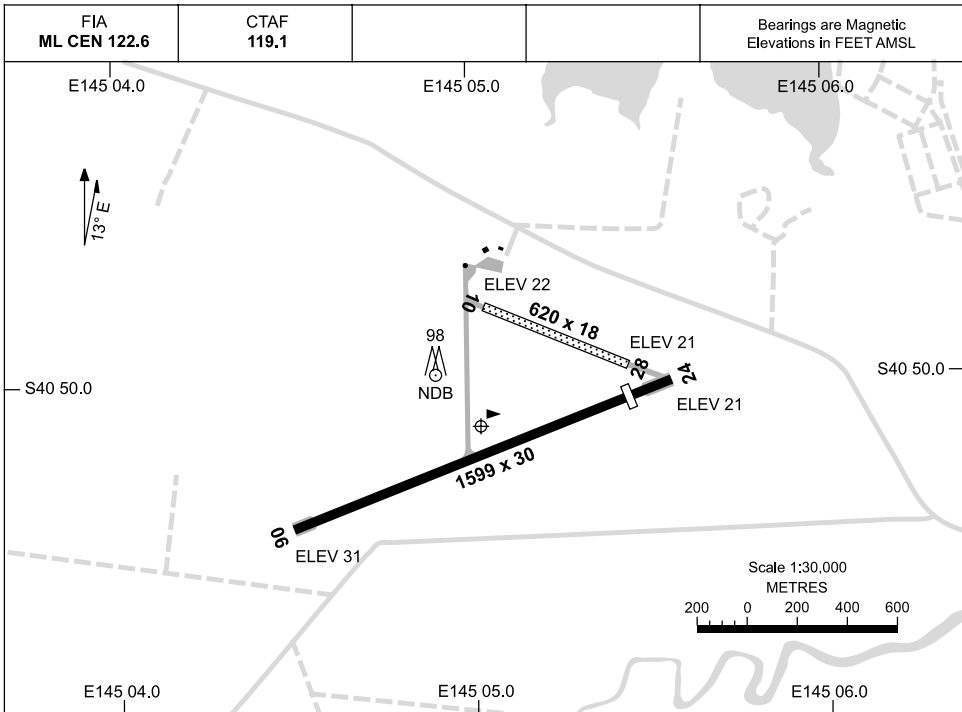 FIA
ML CEN 122.6
CTAF
119.1
Bearings are Magnetic
Elevations in FEET AMSL
E145 04.0
E145 05.0
E145 06.0
13° E
ELEV 22
10
620 x 18
ELEV 21
28
24
98
NDB
S40 50.0
S40 50.0
ELEV 21
1599 x 30
06
ELEV 31
Scale 1:30,000
METRES
200 0 200 400 600
E145 04.0
E145 05.0
E145 06.0